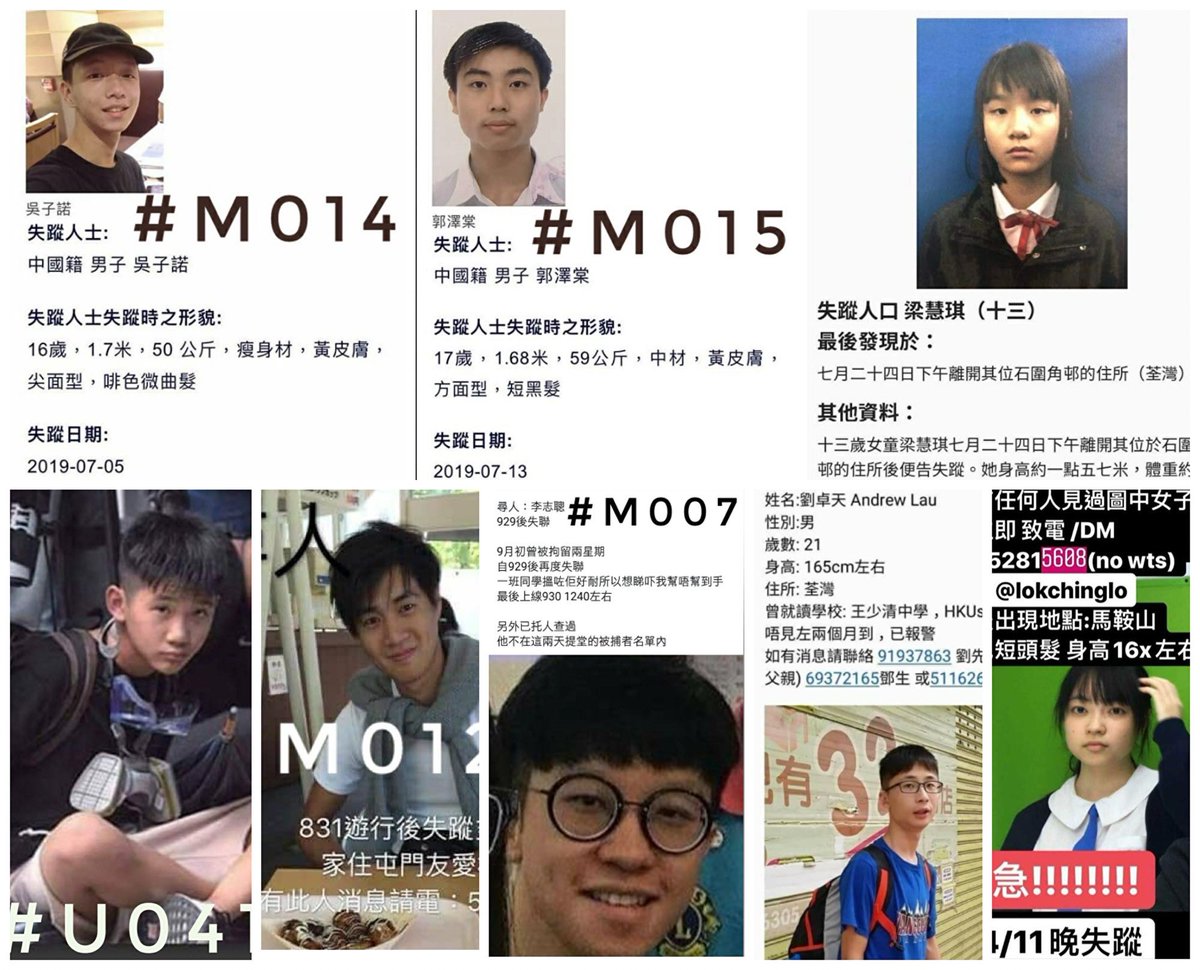 吳子諾
#M014
失蹤人士:
中國籍 男子 吳子諾
失蹤人士失蹤時之形貌:
16歲，1.7米，50 公斤，瘦身材，黃皮膚，
尖面型，啡色微曲髮
失蹤日期:
2019-07-05
郭澤棠
#M015
失蹤人士:
中國籍 男子 郭澤棠
失蹤人士失蹤時之形貌:
17歲，1.68米，59公斤，中材，黃皮膚，
方面型，短黑髮
失蹤日期:
2019-07-13
失蹤人口 梁慧琪（十三）
最後發現於：
七月二十四日下午離開其位石圍角邨的住所（荃灣）
其他資料：
十三歲女童梁慧琪七月二十四日下午離開其位於石圍
邨的住所後便告失蹤。她身高約一點五七米，體重約
#U041
人
M012
831遊行後失蹤
家住屯門友愛
有此人消息請電：5
尋人：李志聰
929後失聯
#M007
9月初曾被拘留兩星期
自929後再度失聯
一班同學搵咗佢好耐所以想睇吓我幫唔幫到手
最後上線930 1240左右
另外已托人查過
他不在這兩天提堂的被捕者名單內
姓名:劉卓天 Andrew Lau
性別:男
歲數: 21
身高: 165cm左右
住所: 荃灣
曾就讀學校: 王少清中學，HKUs
唔見左兩個月到，已報警
如有消息請聯絡 91937863 劉先
父親) 69372165鄧生 或511626
現有32
5305
任何人見過圖中女子
即 致電 /DM
52815608(no wts)
@lokchinglo
出現地點:馬鞍山
短頭髮 身高16x左右
急!!!!!!!!!
4/11晚失蹤